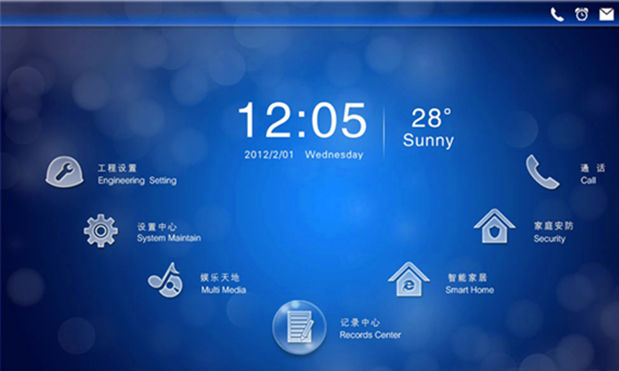 12:05
28°
Sunny
2012/2/01 Wednesday
工程设置
Engineering Setting
通 话
Call
设置中心
System Maintain
家庭安防
Security
娱乐天地
Multi Media
智能家居
Smart Home
记录中心
Records Center